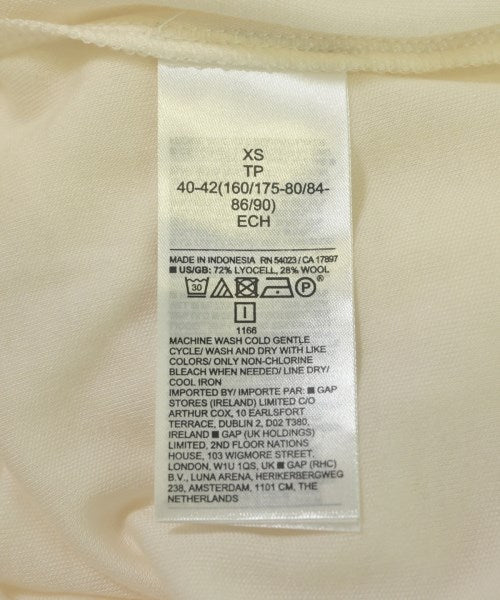 XS
TP
40-42(160/175-80/84-
86/90)
ECH
MADE IN INDONESIA RN 54023 / CA 17897
■ US/GB: 72% LYOCELL, 28% WOOL
30 P ®
I
1166
MACHINE WASH COLD GENTLE
CYCLE/ WASH AND DRY WITH LIKE
COLORS/ ONLY NON-CHLORINE
BLEACH WHEN NEEDED/ LINE DRY/
COOL IRON
IMPORTED BY/IMPORTE PAR: ■ GAP
STORES (IRELAND) LIMITED C/O
ARTHUR COX, 10 EARLSFORT
TERRACE, DUBLIN 2, D02 T380,
IRELAND ■ GAP (UK HOLDINGS)
LIMITED, 2ND FLOOR NATIONS
HOUSE, 103 WIGMORE STREET,
LONDON, W1U 1QS, UK ■ GAP (RHC)
B.V., LUNA ARENA, HERIKERBERGWEG
238, AMSTERDAM, 1101 CM, THE
NETHERLANDS